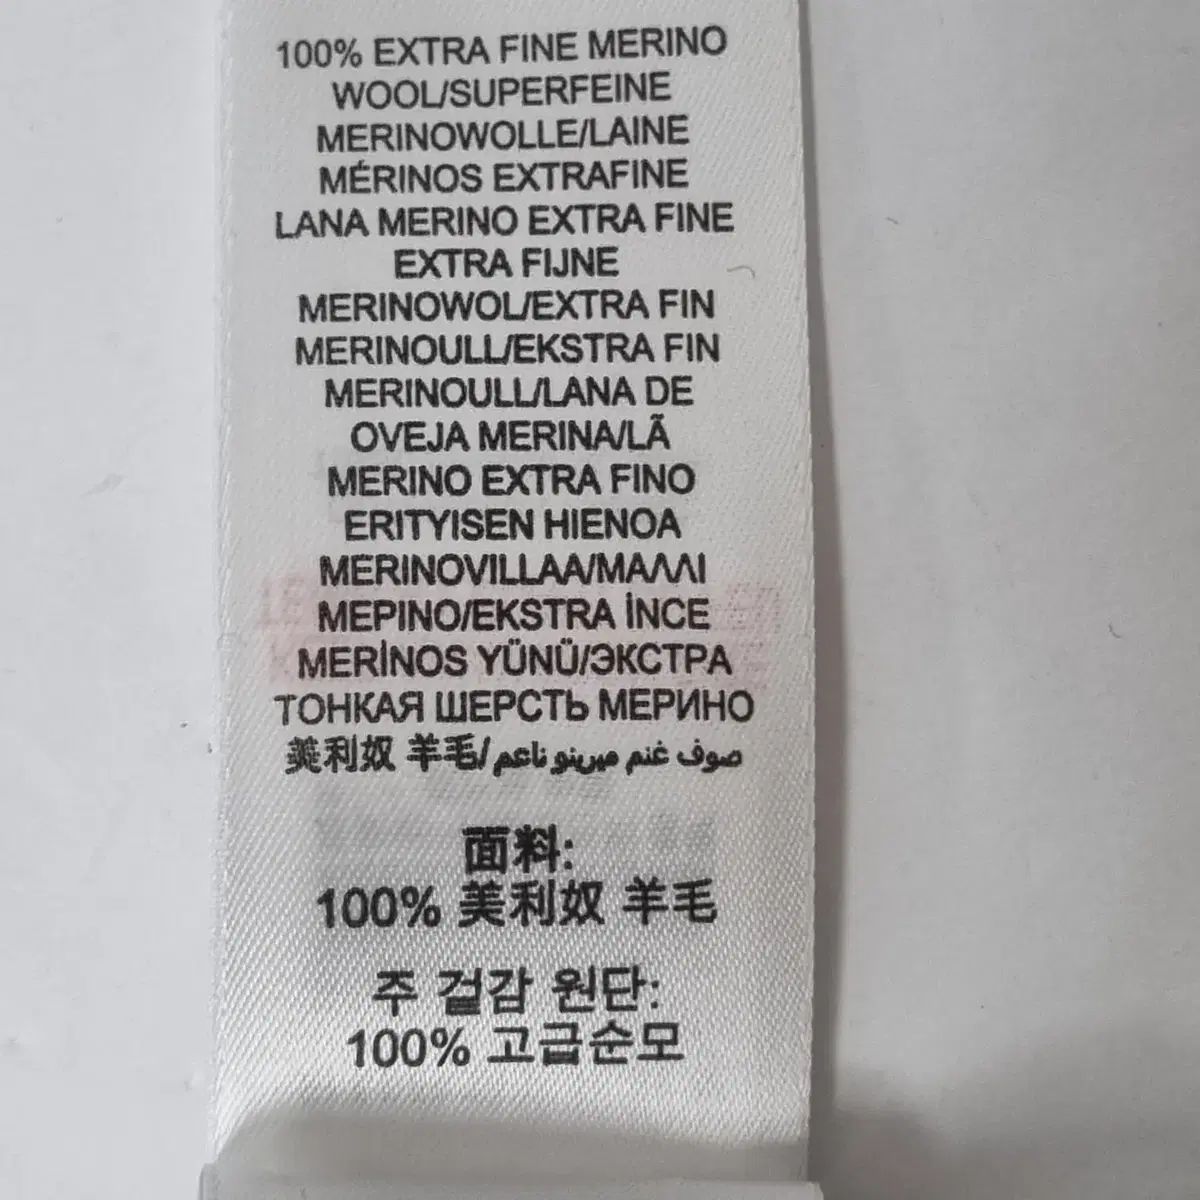 100% EXTRA FINE MERINO
WOOL/SUPERFEINE
MERINOWOLLE/LAINE
MÉRINOS EXTRAFINE
LANA MERINO EXTRA FINE
EXTRA FIJNE
MERINOWOL/EXTRA FIN
MERINOULL/EKSTRA FIN
MERINOULL/LANA DE
OVEJA MERINA/LÃ
MERINO EXTRA FINO
ERITYISEN HIENOA
MERINOVILLAA/ΜΑΛΛΙ
ΜΕΡΙΝΟ/EKSTRA İNCE
MERİNOS YÜNÜ/ЭКСТРА
ТОНКАЯ ШЕРСТЬ МЕРИНО
美利奴 羊毛/صوف غنم ميرينو ناعم
面料:
100% 美利奴 羊毛
주 겉감 원단:
100% 고급순모